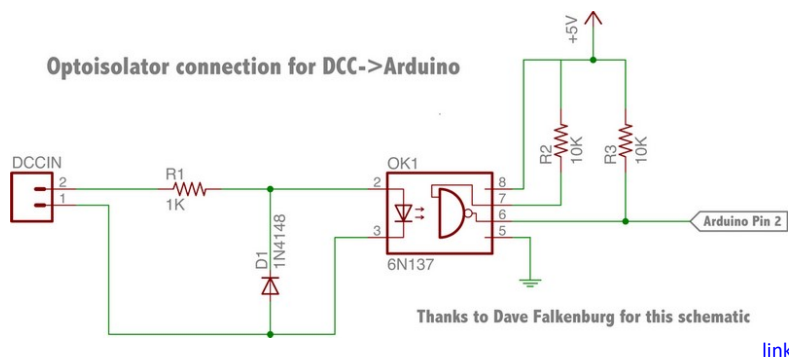 +5V
Optoisolator connection for DCC->Arduino
R2
10K
R3
10K
DCCIN
2
1
R1
1K
OK1
2
3
8
7
6
5
6N137
Arduino Pin 2
D1
1N4148
Thanks to Dave Falkenburg for this schematic
link